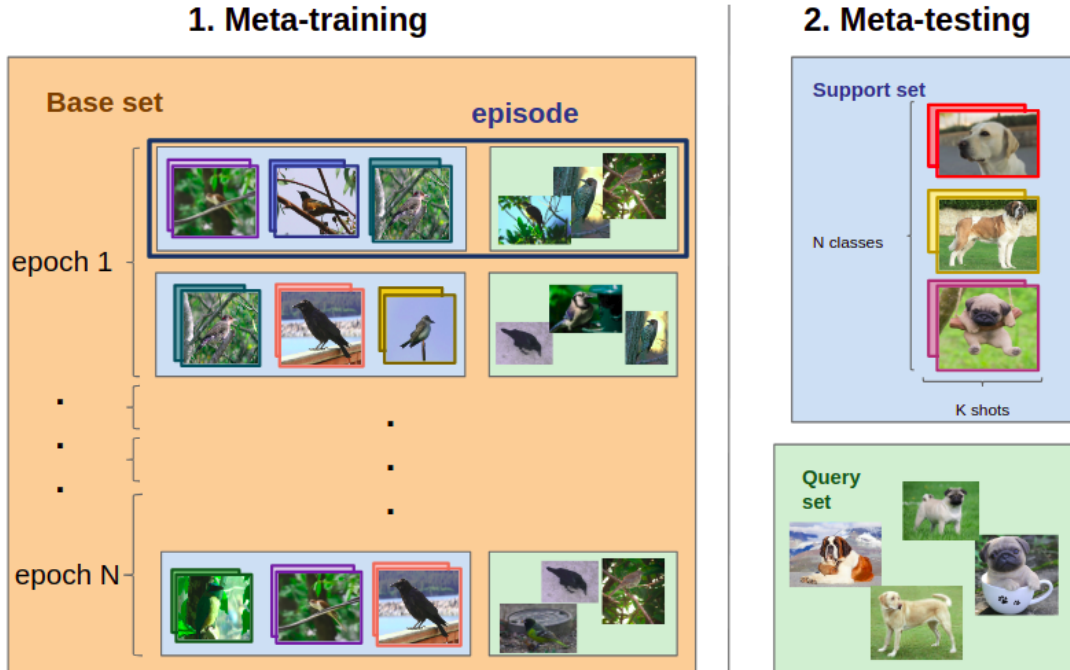 1. Meta-training
Base set
episode
epoch 1
.
.
.
.
.
.
epoch N
2. Meta-testing
Support set
N classes
K shots
Query
set